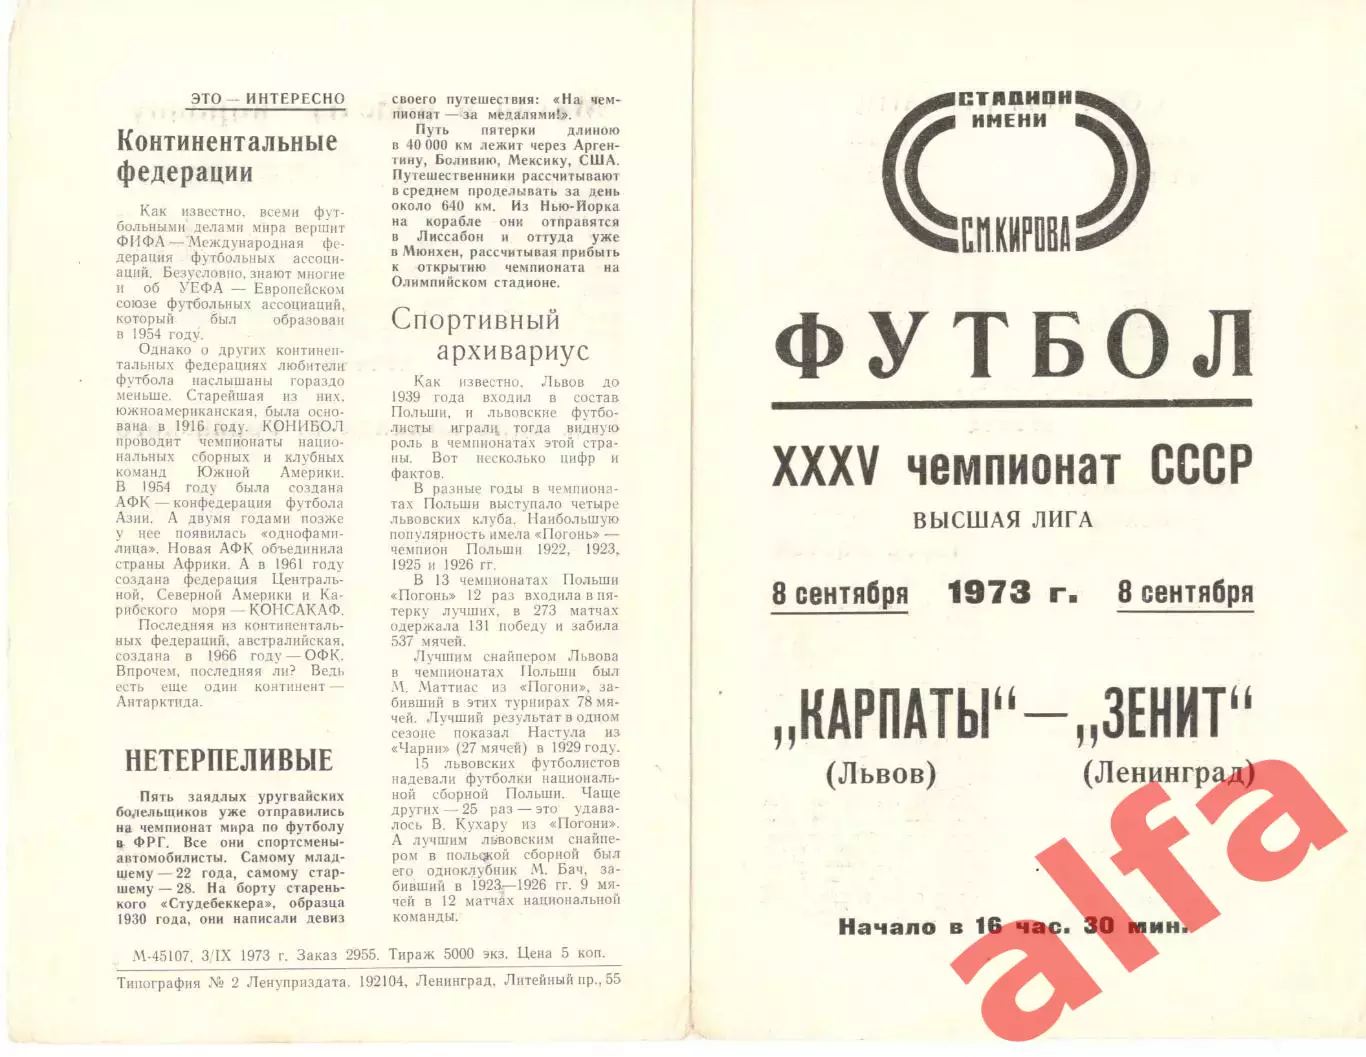 ЭТО — ИНТЕРЕСНО
Континентальные
федерации
Как известно, всеми фут-
больными делами мира вершит
ФИФА — Международная фе-
дерация футбольных ассоци-
аций. Безусловно, знают многие
и об УЕФА — Европейском
союзе футбольных ассоциаций,
который был образован
в 1954 году.
Однако о других континен-
тальных федерациях любители
футбола наслышаны гораздо
меньше. Старейшая из них,
южноамериканская, была осно-
вана в 1916 году. КОНИБОЛ
проводит чемпионаты нацио-
нальных сборных и клубных
команд Южной Америки.
В 1954 году была создана
АФК — конфедерация футбола
Азии. А двумя годами позже
у нее появилась «однофами-
лица». Новая АФК объединила
страны Африки. А в 1961 году
создана федерация Централь-
ной, Северной Америки и Ка-
рибского моря — КОНСАКАФ.
Последняя из континенталь-
ных федераций, австралийская,
создана в 1966 году — ОФК.
Впрочем, последняя ли? Ведь
есть еще один континент —
Антарктида.
НЕТЕРПЕЛИВЫЕ
Пять заядлых уругвайских
болельщиков уже отправились
на чемпионат мира по футболу
в ФРГ. Все они спортсмены-
автомобилисты. Самому млад-
шему — 22 года, самому стар-
шему — 28. На борту старень-
кого «Студебеккера», образца
1930 года, они написали девиз
своего путешествия: «На чем-
пионат — за медалями!».
Путь пятерки длиною
в 40 000 км лежит через Арген-
тину, Боливию, Мексику, США.
Путешественники рассчитывают
в среднем проделывать за день
около 640 км. Из Нью-Йорка
на корабле они отправятся
в Лиссабон и оттуда уже
в Мюнхен, рассчитывая прибыть
к открытию чемпионата на
Олимпийском стадионе.
Спортивный
архивариус
Как известно, Львов до
1939 года входил в состав
Польши, и львовские футбо-
листы играли тогда видную
роль в чемпионатах этой стра-
ны. Вот несколько цифр и
фактов.
В разные годы в чемпиона-
тах Польши выступало четыре
львовских клуба. Наибольшую
популярность имела «Погонь» —
чемпион Польши 1922, 1923,
1925 и 1926 гг.
В 13 чемпионатах Польши
«Погонь» 12 раз входила в пя-
терку лучших, в 273 матчах
одержала 131 победу и забила
537 мячей.
Лучшим снайпером Львова
в чемпионатах Польши был
М. Маттиас из «Погони», за-
бивший в этих турнирах 78 мя-
чей. Лучший результат в одном
сезоне показал Настула из
«Чарни» (27 мячей) в 1929 году.
15 львовских футболистов
надевали футболки националь-
ной сборной Польши. Чаще
других — 25 раз — это удава-
лось В. Кухару из «Погони».
А лучшим львовским снайпе-
ром в польской сборной был
его одноклубник М. Бач, за-
бивший в 1923—1926 гг. 9 мя-
чей в 12 матчах национальной
команды.
М-45107. 3/IX 1973 г. Заказ 2955. Тираж 5000 экз. Цена 5 коп.
Типография № 2 Ленуприздата. 192104, Ленинград, Литейный пр., 55
СТАДИОН
ИМЕНИ
С.М.КИРОВА
ФУТБОЛ
XXXV чемпионат СССР
ВЫСШАЯ ЛИГА
8 сентября 1973 г. 8 сентября
„КАРПАТЫ“ — „ЗЕНИТ“
(Львов) (Ленинград)
Начало в 16 час. 30 мин.
alfa